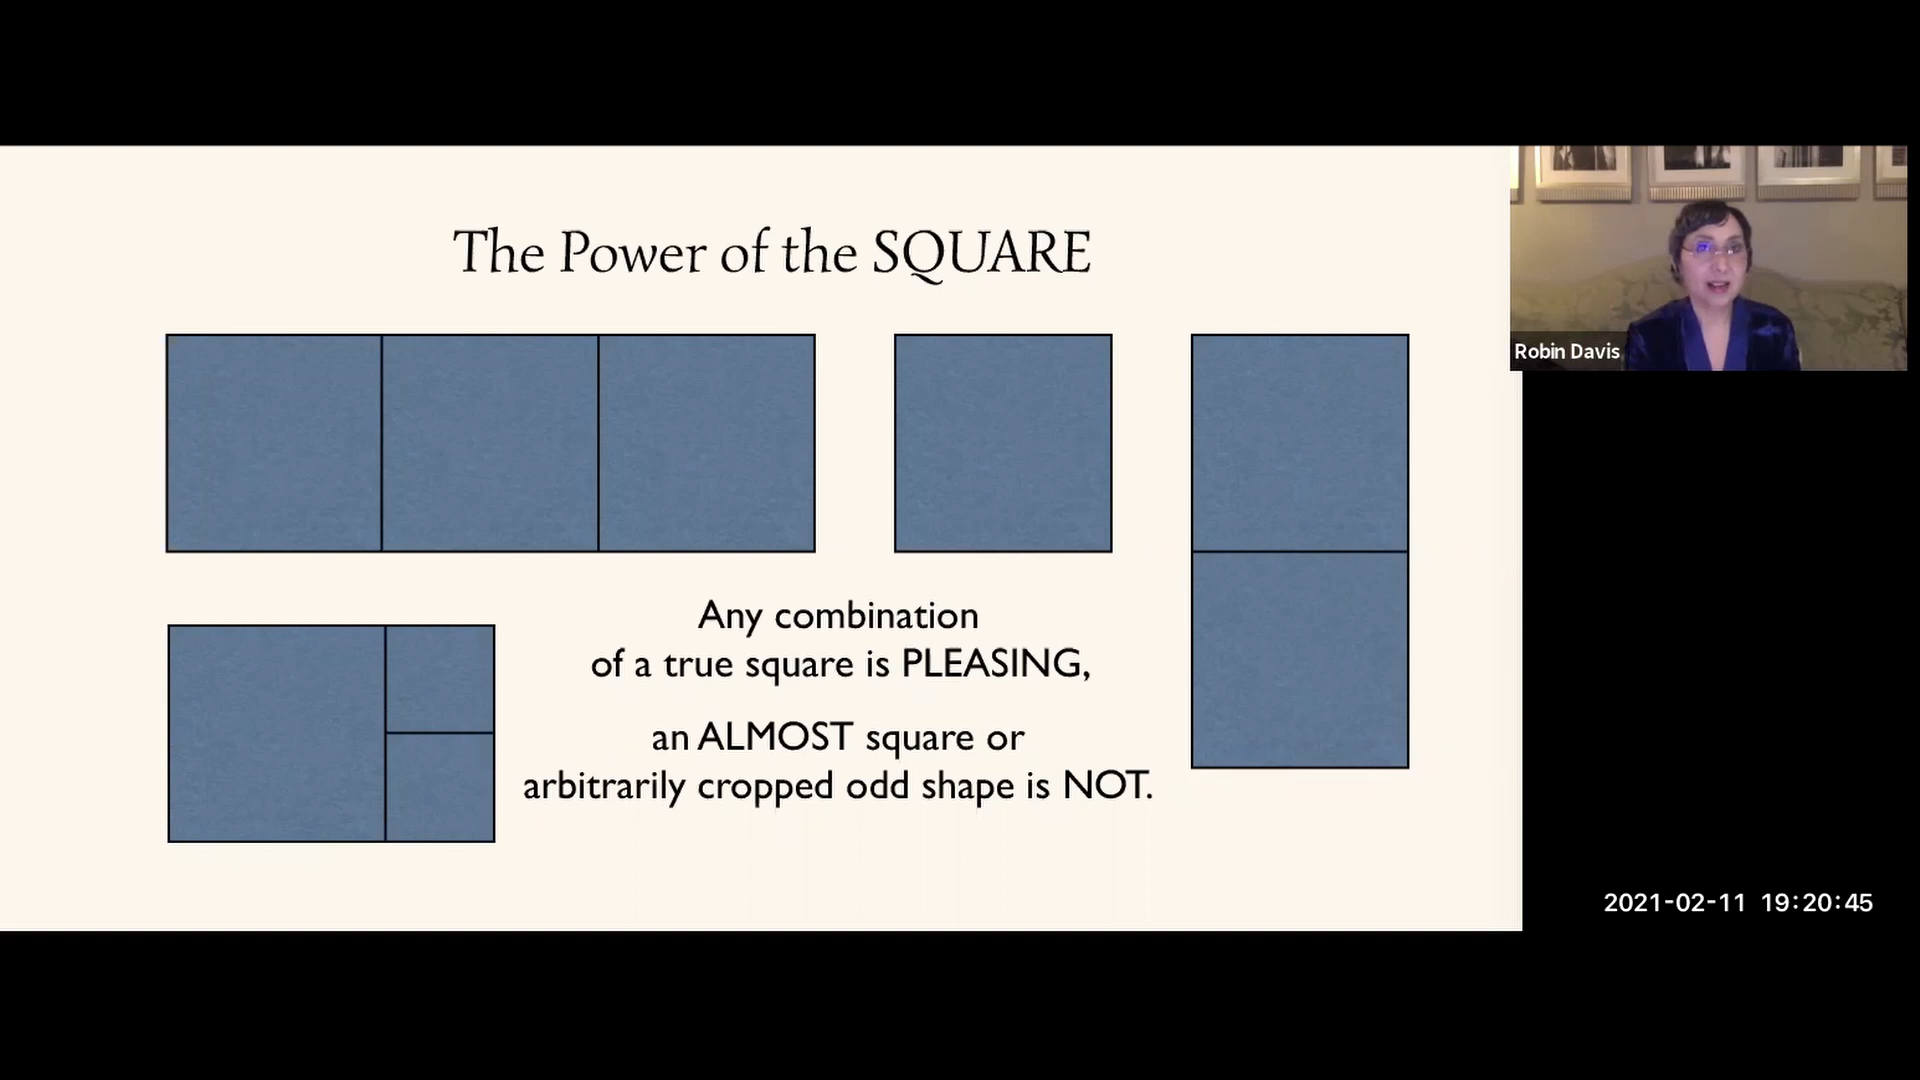 The Power of the SQUARE
Any combination
of a true square is PLEASING,
an ALMOST square or
arbitrarily cropped odd shape is NOT.
Robin Davis
2021-02-11 19:20:45